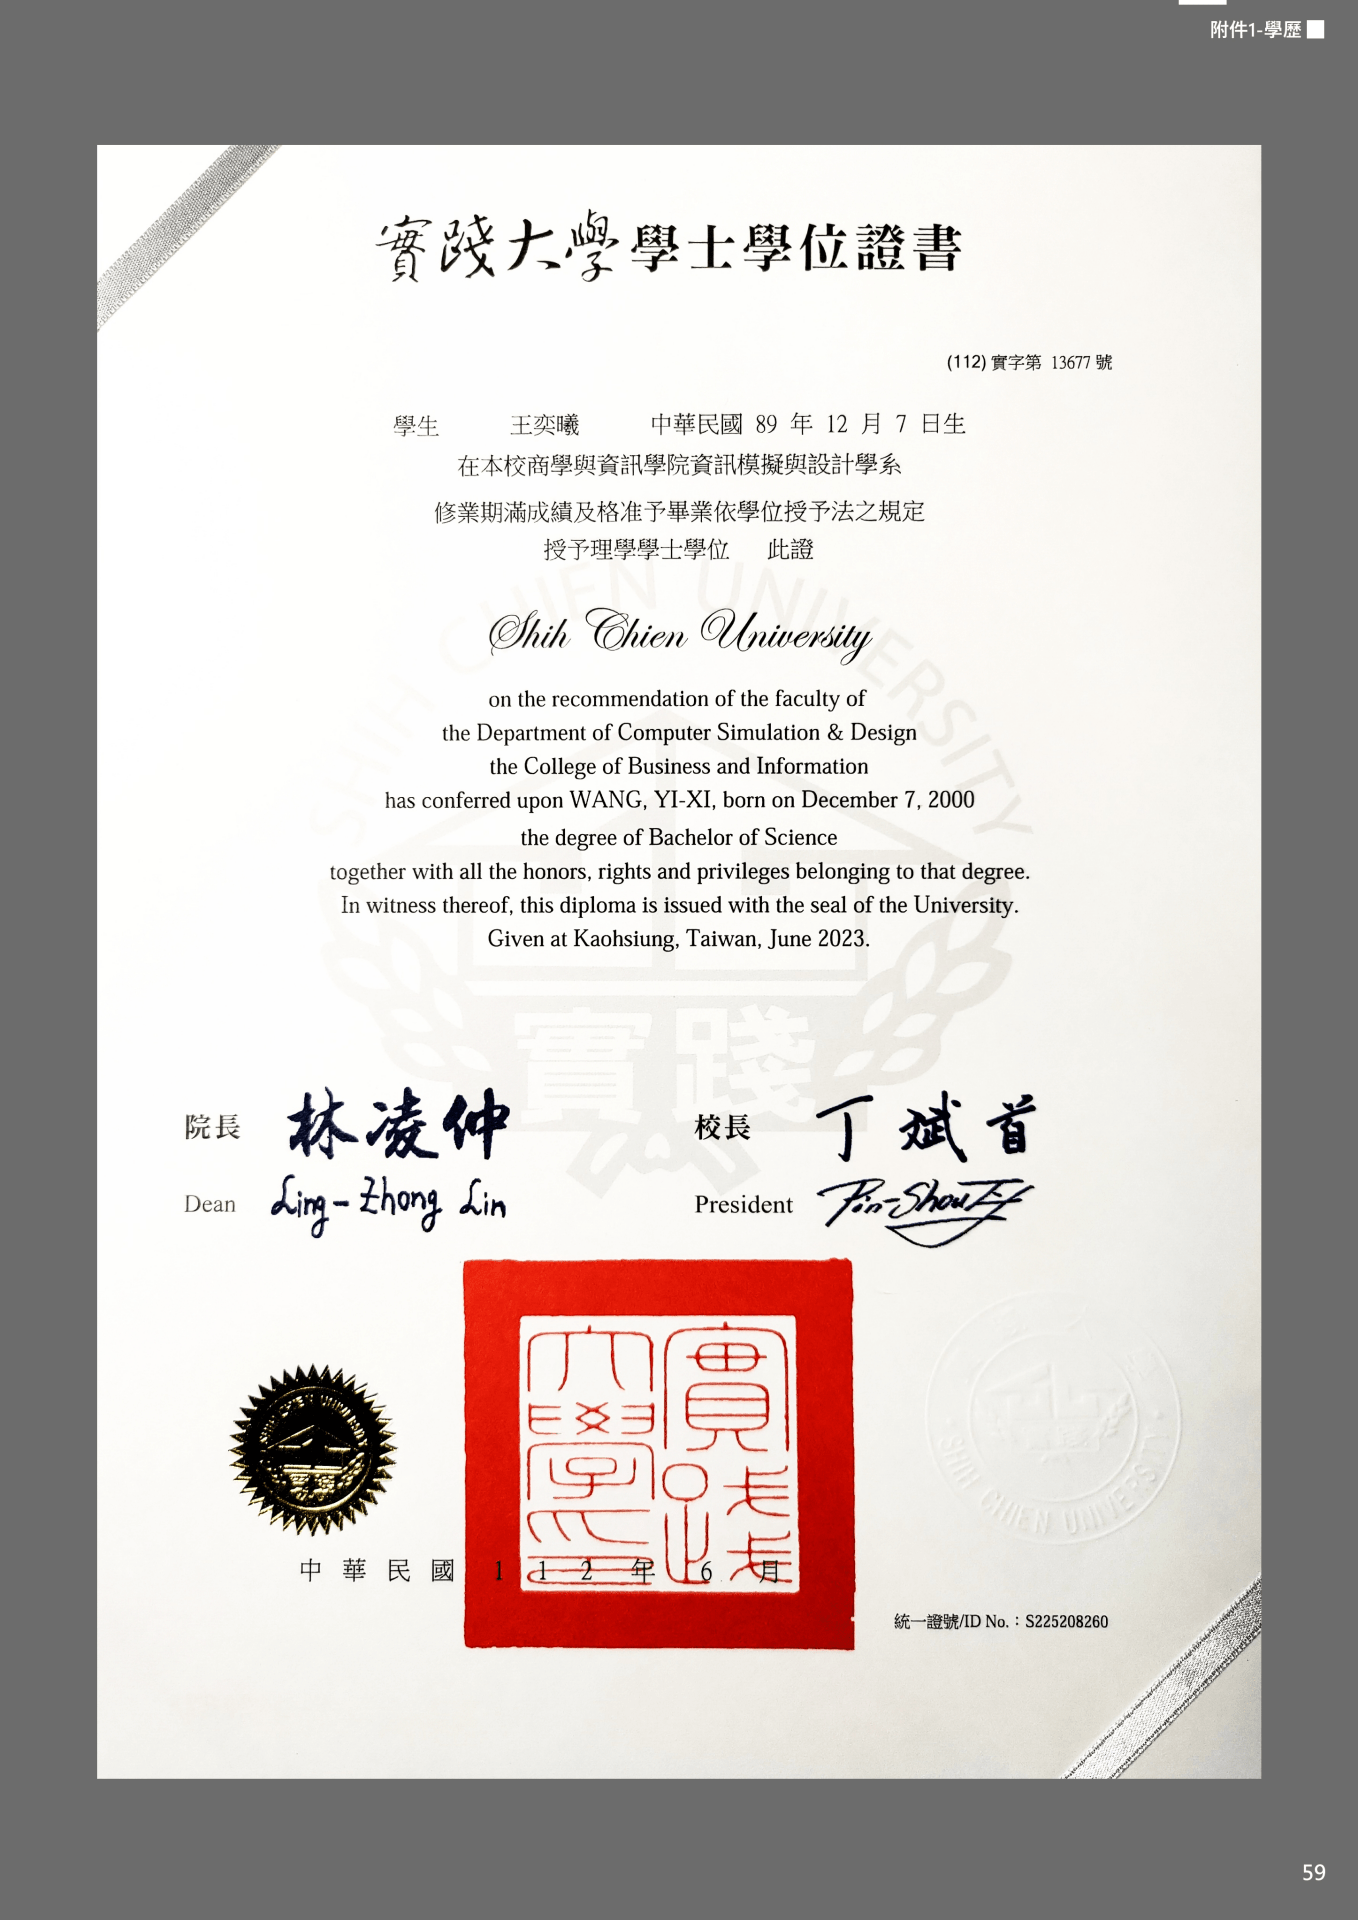 附件1-學歷
實踐大學學士學位證書
(112) 實字第 13677 號
學生 王奕曦 中華民國 89 年 12 月 7 日生
在本校商學與資訊學院資訊模擬與設計學系
修業期滿成績及格准予畢業依學位授予法之規定
授予理學學士學位 此證
Shih Chien University
on the recommendation of the faculty of
the Department of Computer Simulation & Design
the College of Business and Information
has conferred upon WANG, YI-XI, born on December 7, 2000
the degree of Bachelor of Science
together with all the honors, rights and privileges belonging to that degree.
In witness thereof, this diploma is issued with the seal of the University.
Given at Kaohsiung, Taiwan, June 2023.
SHIH CHIEN UNIVERSITY
實踐
院長 林凌仲 校長 丁斌首
Dean Ling-Zhong Lin President Pin-Shou Ting
實踐大學印
SHIH CHIEN UNIVERSITY
中華民國 112 年 6 月
統一證號/ID No.：S225208260
59